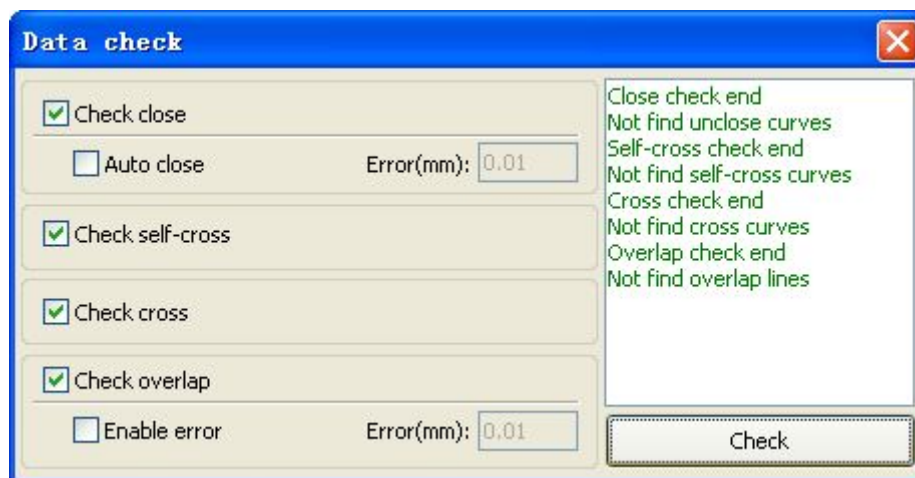 Data check
Check close
Auto close Error(mm): 0.01
Check self-cross
Check cross
Check overlap
Enable error Error(mm): 0.01
Close check end
Not find unclose curves
Self-cross check end
Not find self-cross curves
Cross check end
Not find cross curves
Overlap check end
Not find overlap lines
Check